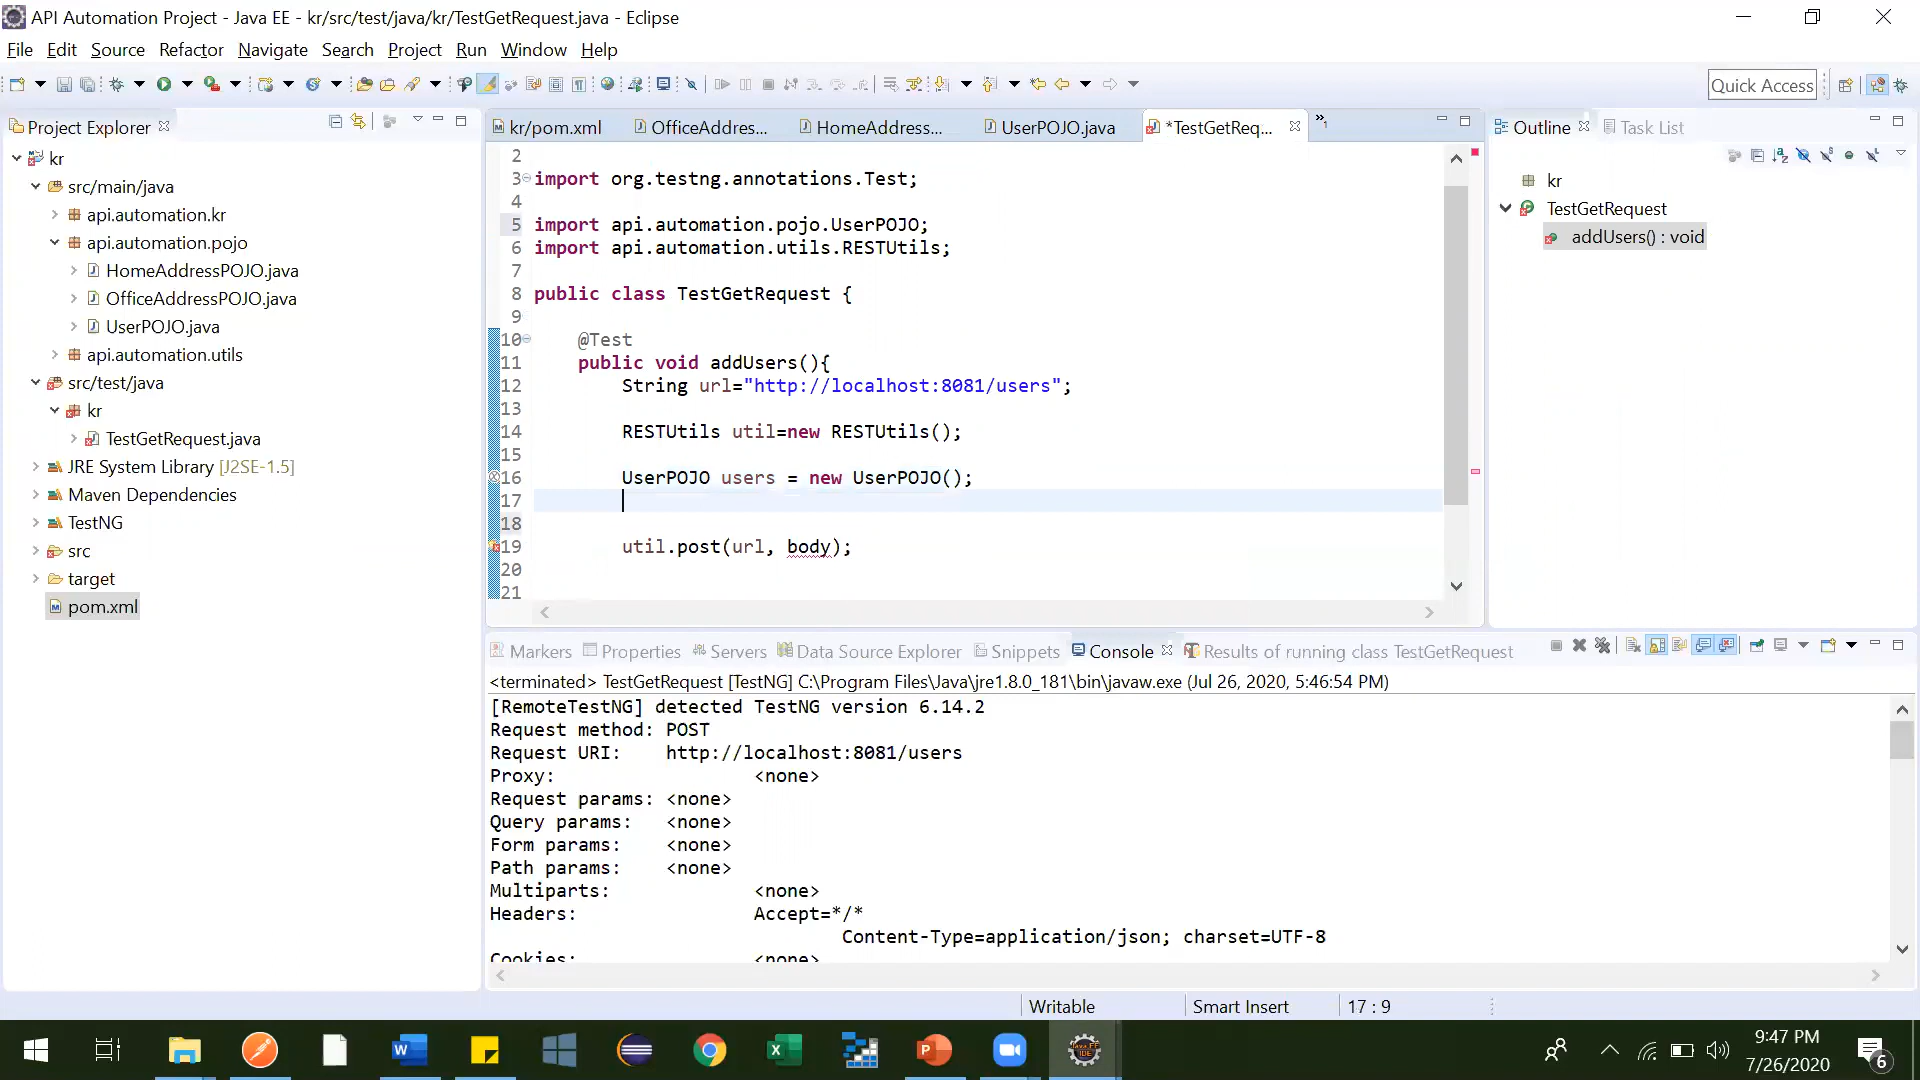 API Automation Project - Java EE - kr/src/test/java/kr/TestGetRequest.java - Eclipse
File Edit Source Refactor Navigate Search Project Run Window Help
Quick Access
Project Explorer
kr
src/main/java
api.automation.kr
api.automation.pojo
HomeAddressPOJO.java
OfficeAddressPOJO.java
UserPOJO.java
api.automation.utils
src/test/java
kr
TestGetRequest.java
JRE System Library [J2SE-1.5]
Maven Dependencies
TestNG
src
target
pom.xml
kr/pom.xml OfficeAddres... HomeAddress... UserPOJO.java *TestGetReq... »1
2
3 import org.testng.annotations.Test;
4
5 import api.automation.pojo.UserPOJO;
6 import api.automation.utils.RESTUtils;
7
8 public class TestGetRequest {
9
10 @Test
11 public void addUsers(){
12 String url="http://localhost:8081/users";
13
14 RESTUtils util=new RESTUtils();
15
16 UserPOJO users = new UserPOJO();
17
18
19 util.post(url, body);
20
21
Outline Task List
kr
TestGetRequest
addUsers() : void
Markers Properties Servers Data Source Explorer Snippets Console Results of running class TestGetRequest
<terminated> TestGetRequest [TestNG] C:\Program Files\Java\jre1.8.0_181\bin\javaw.exe (Jul 26, 2020, 5:46:54 PM)
[RemoteTestNG] detected TestNG version 6.14.2
Request method: POST
Request URI: http://localhost:8081/users
Proxy: <none>
Request params: <none>
Query params: <none>
Form params: <none>
Path params: <none>
Multiparts: <none>
Headers: Accept=*/*
Content-Type=application/json; charset=UTF-8
Cookies: <none>
Writable Smart Insert 17 : 9
9:47 PM
7/26/2020
6